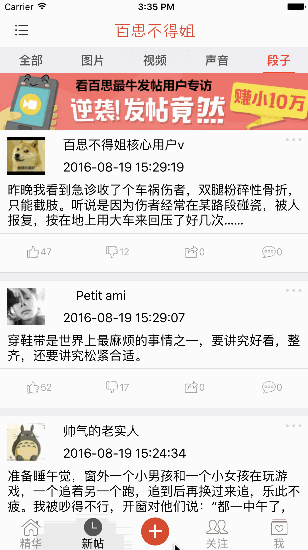 Carrier 3:35 PM
百思不得姐
全部 图片 视频 声音 段子
看百思最牛发帖用户专访
逆袭!发帖竟然
赚小10万
百思不得姐核心用户v
2016-08-19 15:29:19
昨晚我看到急诊收了个车祸伤者，双腿粉碎性骨折，
只能截肢。听说是因为伤者经常在某路段碰瓷，被人
报复，按在地上用大车来回压了好几次……
47 12 0 0
Petit ami
2016-08-19 15:29:07
穿鞋带是世界上最麻烦的事情之一，要讲究好看，整
齐，还要讲究松紧合适。
52 17 0 0
帅气的老实人
2016-08-19 15:24:34
准备睡午觉，窗外一个小男孩和一个小女孩在玩游
戏，一个追着另一个跑，追到后再换过来追，乐此不
疲。我被吵得不行，开窗对他们说：“都一中午了，
精华 新帖 关注 我